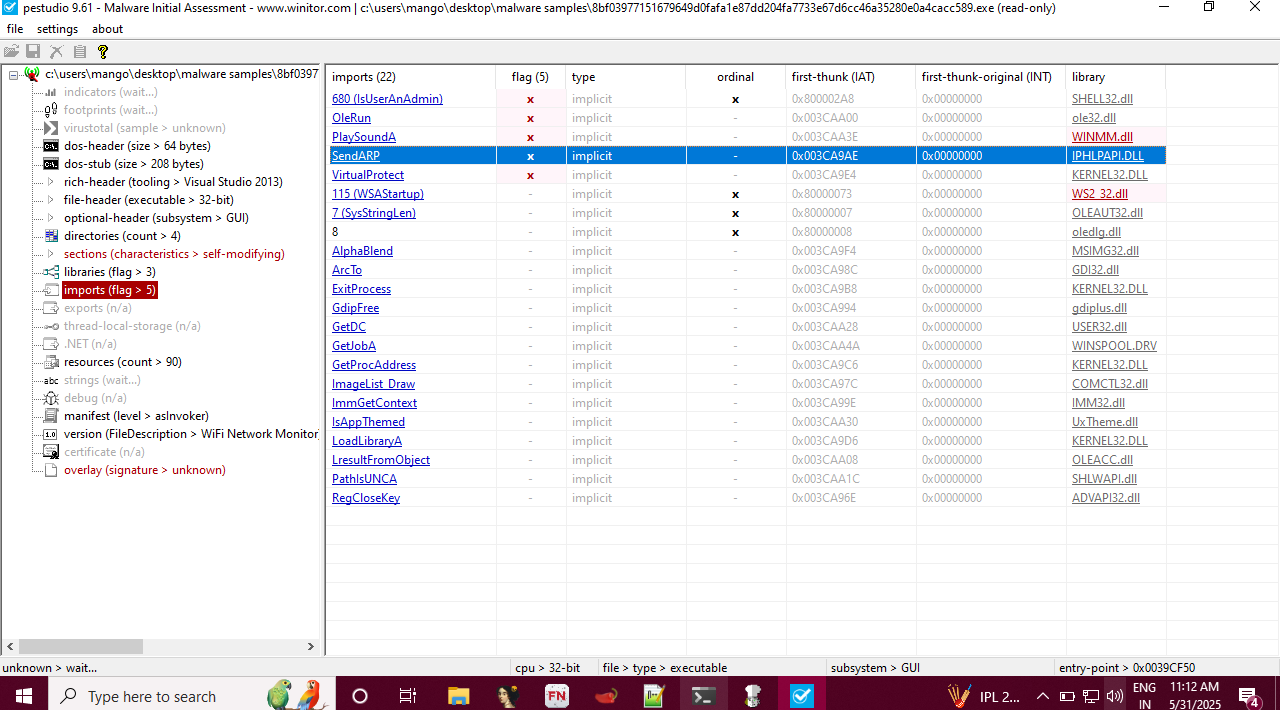 pestudio 9.61 - Malware Initial Assessment - www.winitor.com | c:\users\mango\desktop\malware samples\8bf03977151679649d0fafa1e87dd204fa7733e67d6cc46a35280e0a4cacc589.exe (read-only)
file settings about
c:\users\mango\desktop\malware samples\8bf0397
indicators (wait...)
footprints (wait...)
virustotal (sample > unknown)
dos-header (size > 64 bytes)
dos-stub (size > 208 bytes)
rich-header (tooling > Visual Studio 2013)
file-header (executable > 32-bit)
optional-header (subsystem > GUI)
directories (count > 4)
sections (characteristics > self-modifying)
libraries (flag > 3)
imports (flag > 5)
exports (n/a)
thread-local-storage (n/a)
.NET (n/a)
resources (count > 90)
abc strings (wait...)
debug (n/a)
manifest (level > asInvoker)
1.0 version (FileDescription > WiFi Network Monitor
certificate (n/a)
overlay (signature > unknown)
imports (22) flag (5) type ordinal first-thunk (IAT) first-thunk-original (INT) library
680 (IsUserAnAdmin) x implicit x 0x800002A8 0x00000000 SHELL32.dll
OleRun x implicit - 0x003CAA00 0x00000000 ole32.dll
PlaySoundA x implicit - 0x003CAA3E 0x00000000 WINMM.dll
SendARP x implicit - 0x003CA9AE 0x00000000 IPHLPAPI.DLL
VirtualProtect x implicit - 0x003CA9E4 0x00000000 KERNEL32.DLL
115 (WSAStartup) - implicit x 0x80000073 0x00000000 WS2_32.dll
7 (SysStringLen) - implicit x 0x80000007 0x00000000 OLEAUT32.dll
8 - implicit x 0x80000008 0x00000000 oledlg.dll
AlphaBlend - implicit - 0x003CA9F4 0x00000000 MSIMG32.dll
ArcTo - implicit - 0x003CA98C 0x00000000 GDI32.dll
ExitProcess - implicit - 0x003CA9B8 0x00000000 KERNEL32.DLL
GdipFree - implicit - 0x003CA994 0x00000000 gdiplus.dll
GetDC - implicit - 0x003CAA28 0x00000000 USER32.dll
GetJobA - implicit - 0x003CAA4A 0x00000000 WINSPOOL.DRV
GetProcAddress - implicit - 0x003CA9C6 0x00000000 KERNEL32.DLL
ImageList_Draw - implicit - 0x003CA97C 0x00000000 COMCTL32.dll
ImmGetContext - implicit - 0x003CA99E 0x00000000 IMM32.dll
IsAppThemed - implicit - 0x003CAA30 0x00000000 UxTheme.dll
LoadLibraryA - implicit - 0x003CA9D6 0x00000000 KERNEL32.DLL
LresultFromObject - implicit - 0x003CAA08 0x00000000 OLEACC.dll
PathIsUNCA - implicit - 0x003CAA1C 0x00000000 SHLWAPI.dll
RegCloseKey - implicit - 0x003CA96E 0x00000000 ADVAPI32.dll
unknown > wait... cpu > 32-bit file > type > executable subsystem > GUI entry-point > 0x0039CF50
Type here to search FN IPL 2... ENG 11:12 AM
IN 5/31/2025 4